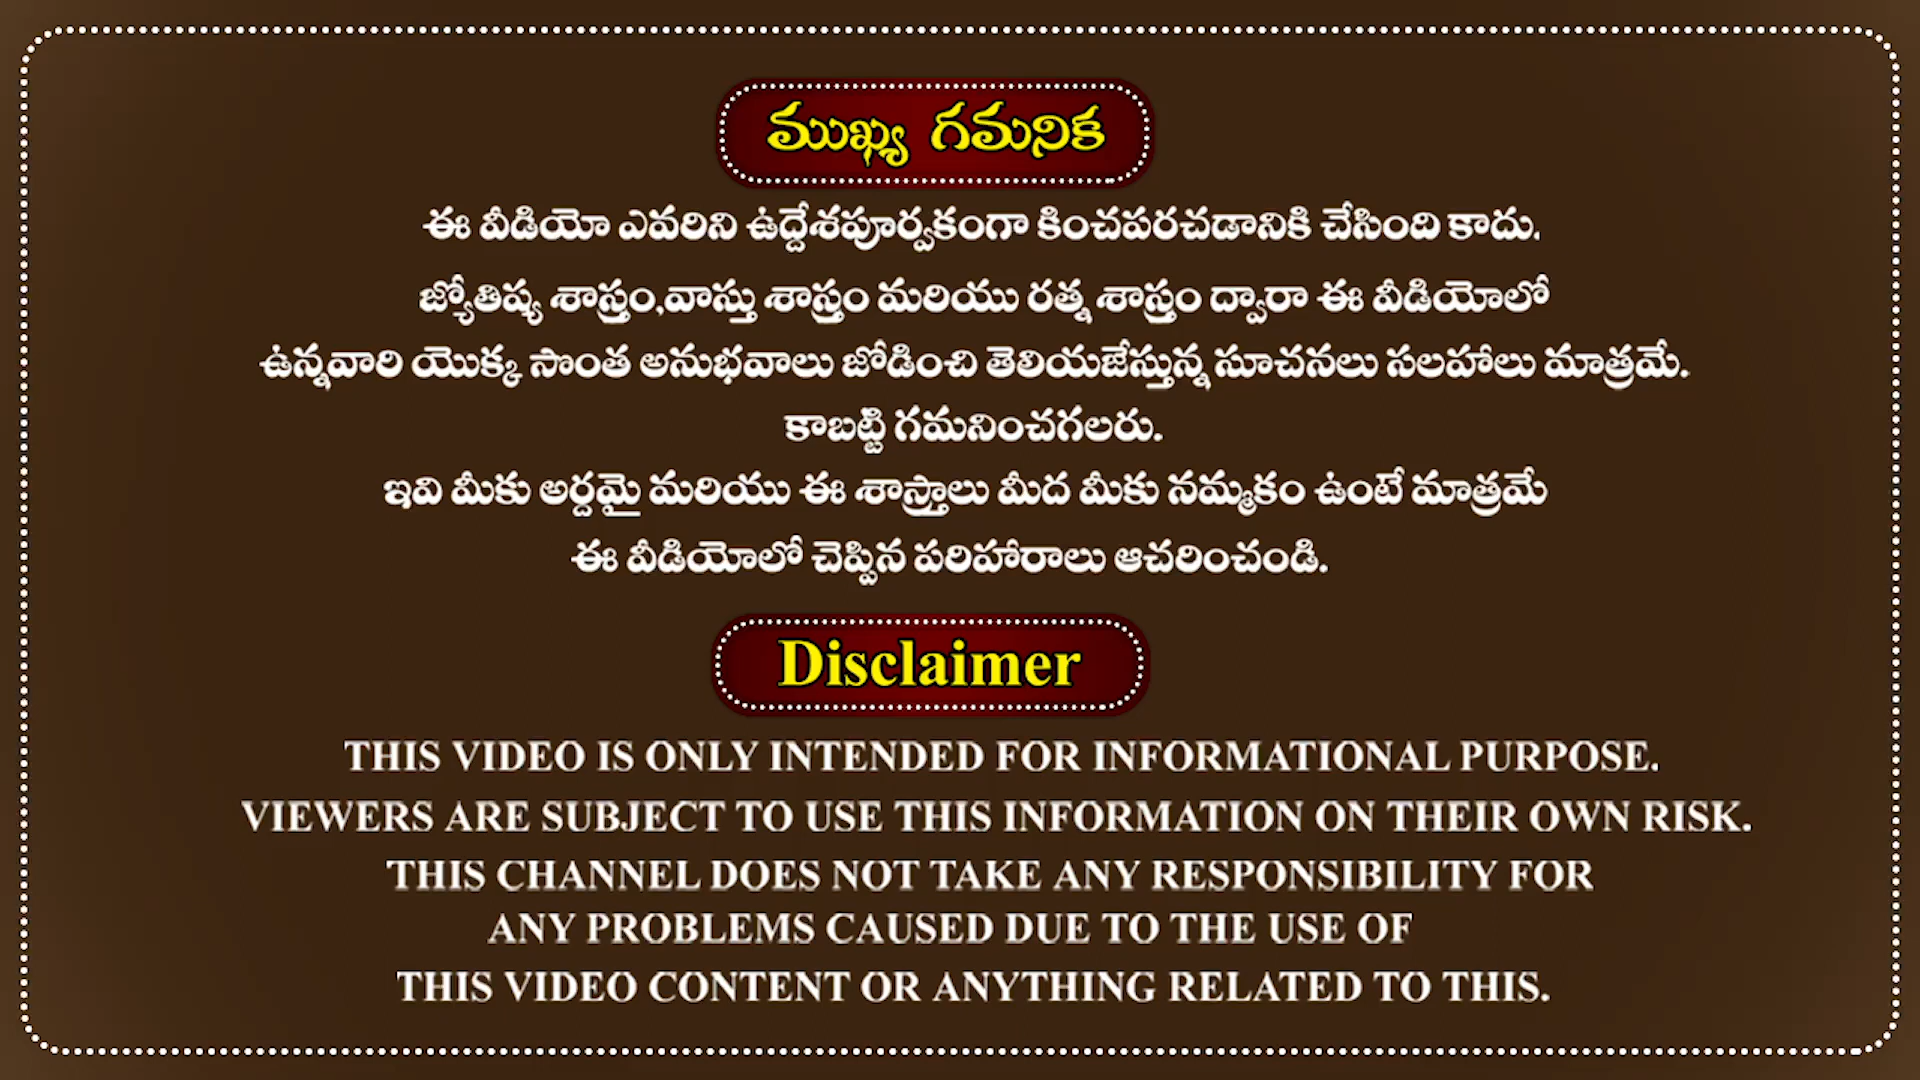 ముఖ్య గమనిక
ఈ వీడియో ఎవరిని ఉద్దేశపూర్వకంగా కించపరచడానికి చేసింది కాదు.
జ్యోతిష్య శాస్త్రం,వాస్తు శాస్త్రం మరియు రత్న శాస్త్రం ద్వారా ఈ వీడియోలో
ఉన్నవారి యొక్క సొంత అనుభవాలు జోడించి తెలియజేస్తున్న సూచనలు సలహాలు మాత్రమే.
కాబట్టి గమనించగలరు.
ఇవి మీకు అర్దమై మరియు ఈ శాస్త్రాలు మీద మీకు నమ్మకం ఉంటే మాత్రమే
ఈ వీడియోలో చెప్పిన పరిహారాలు ఆచరించండి.
Disclaimer
THIS VIDEO IS ONLY INTENDED FOR INFORMATIONAL PURPOSE.
VIEWERS ARE SUBJECT TO USE THIS INFORMATION ON THEIR OWN RISK.
THIS CHANNEL DOES NOT TAKE ANY RESPONSIBILITY FOR
ANY PROBLEMS CAUSED DUE TO THE USE OF
THIS VIDEO CONTENT OR ANYTHING RELATED TO THIS.